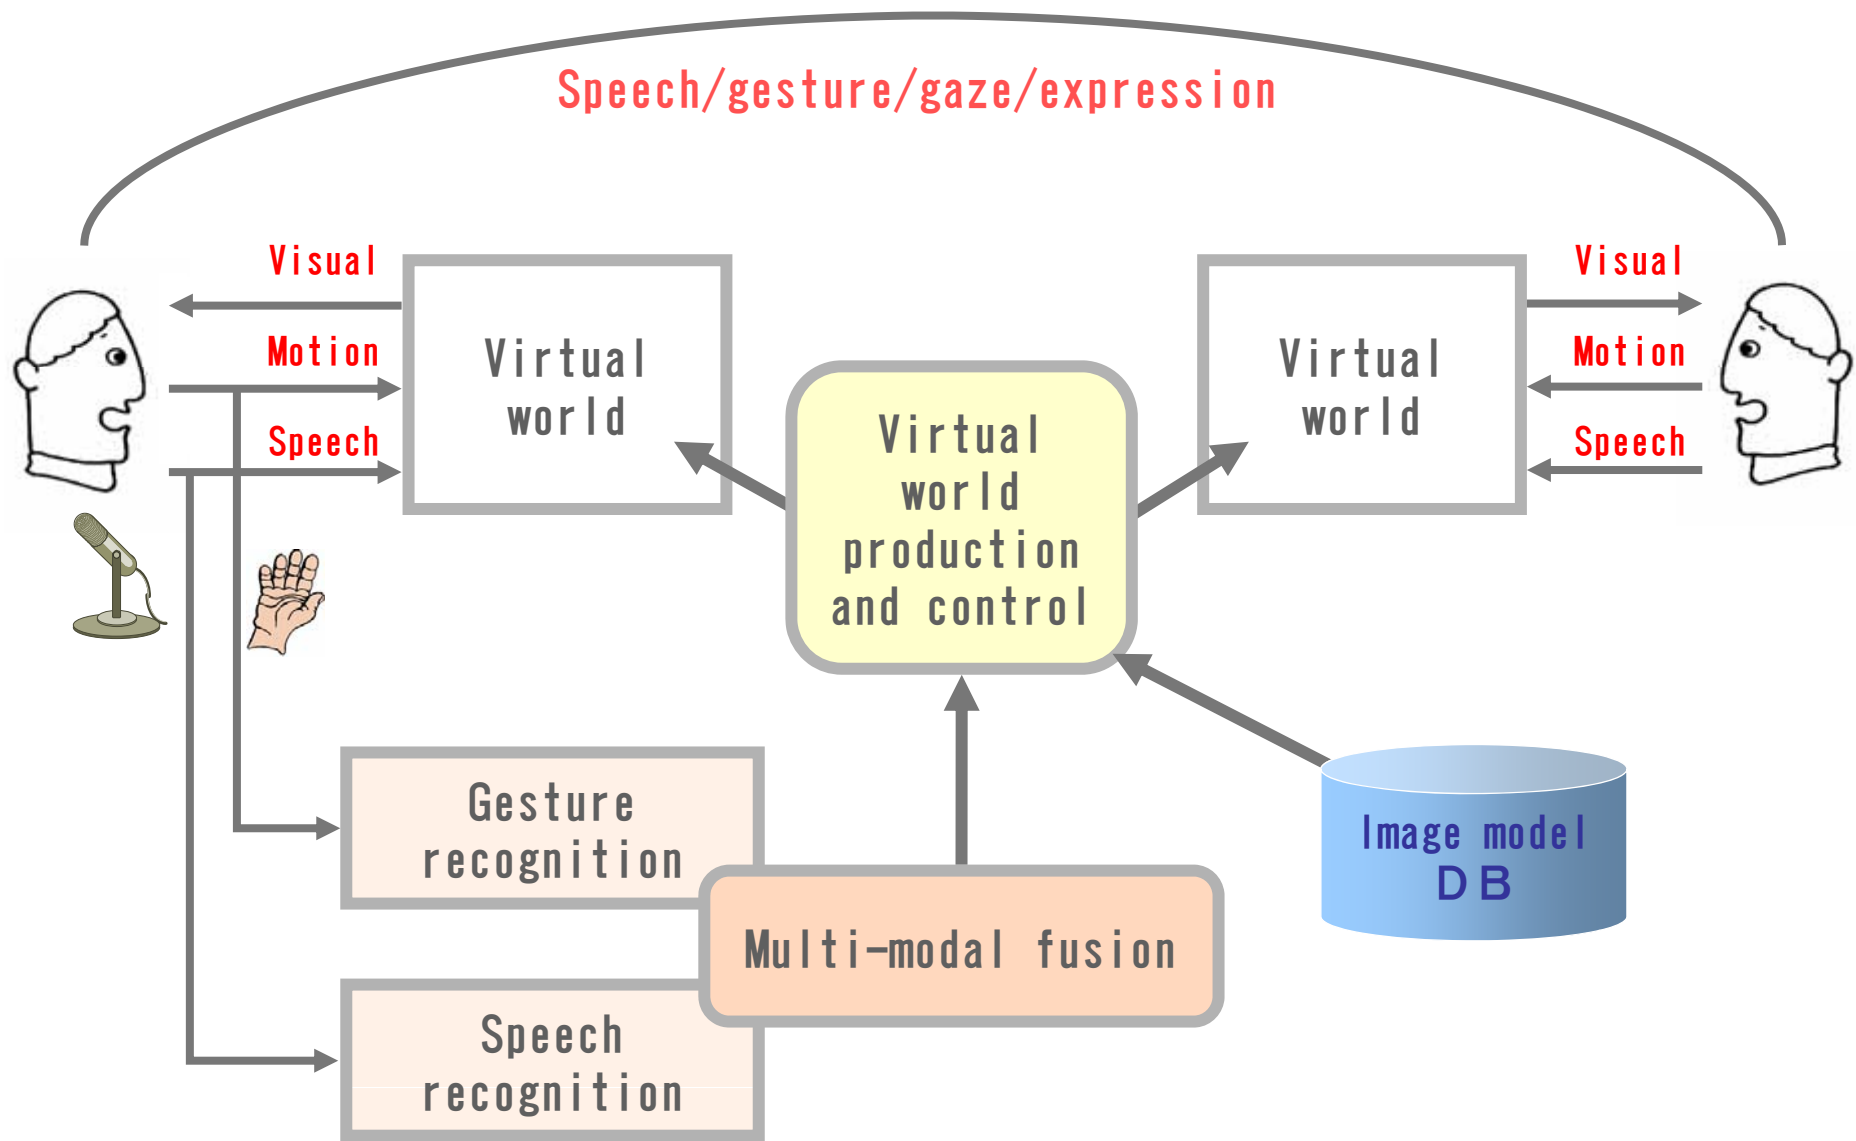 Speech/gesture/gaze/expression
Visual
Motion
Speech
Virtual
world
Virtual
world
production
and control
Virtual
world
Visual
Motion
Speech
Gesture
recognition
Multi-modal fusion
Speech
recognition
Image model
DB